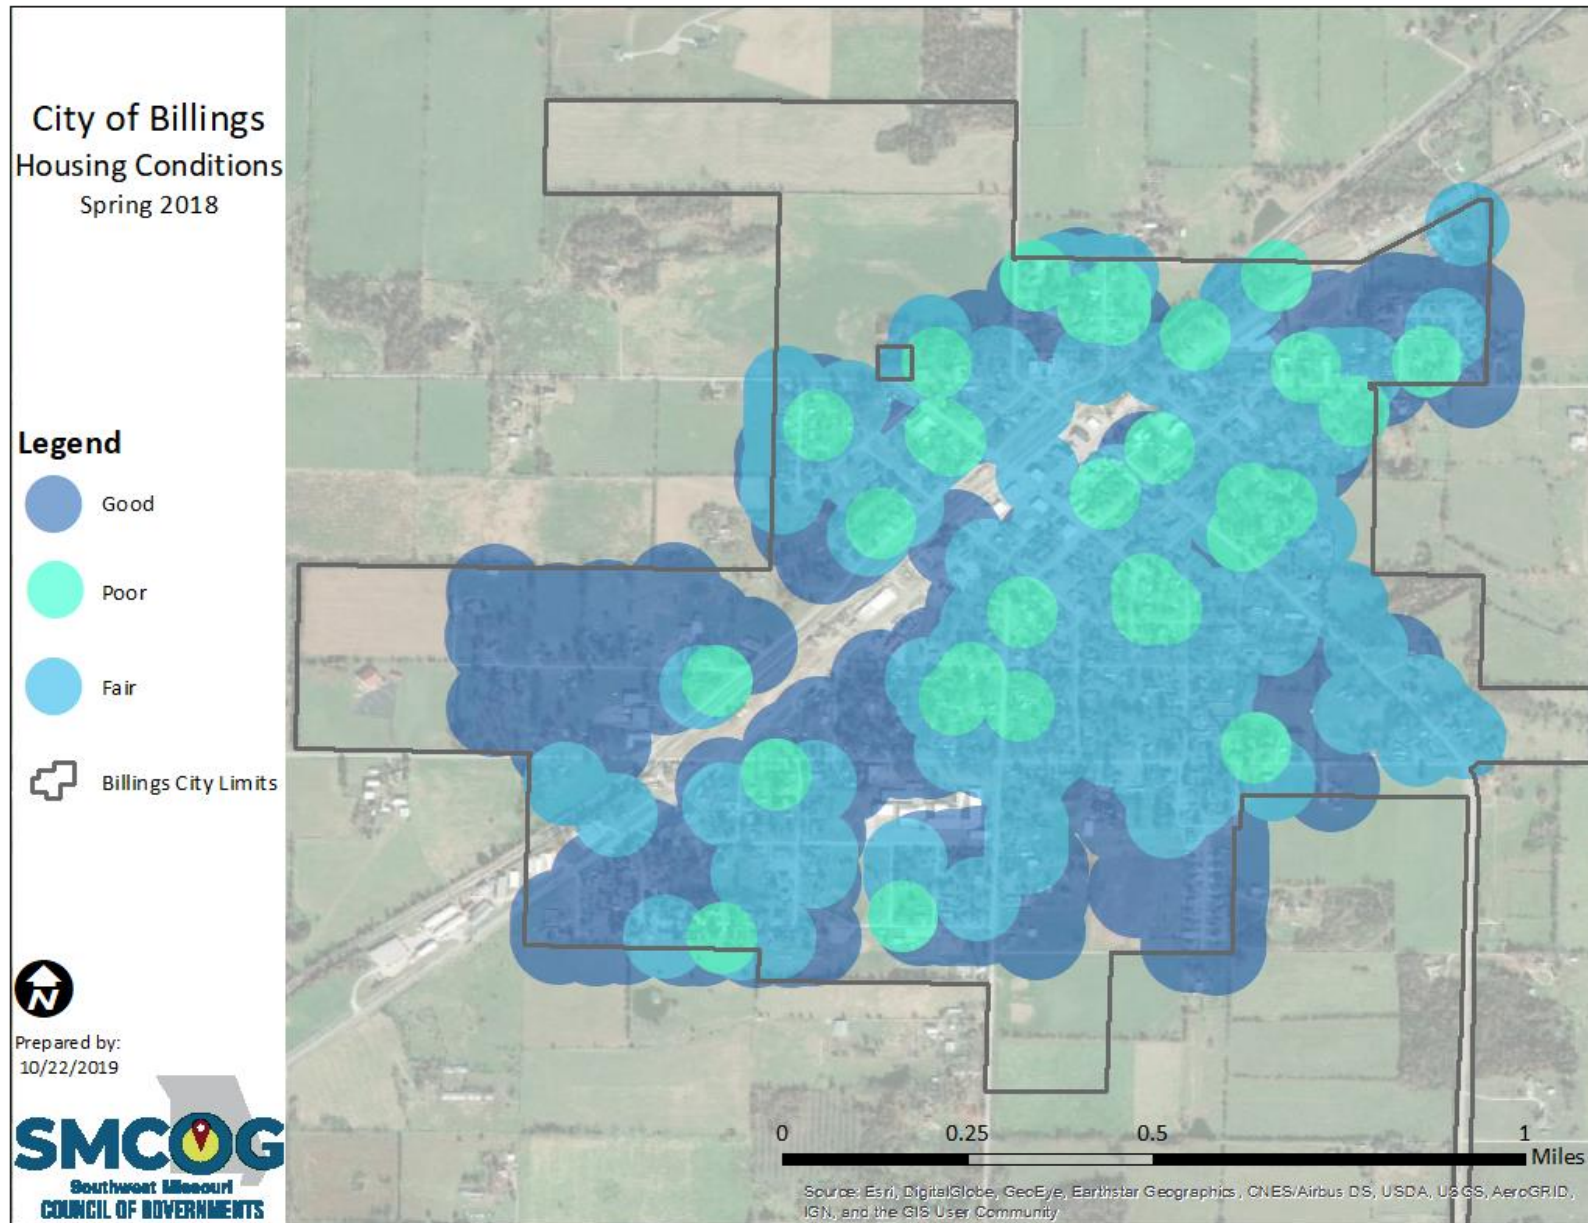 City of Billings
Housing Conditions
Spring 2018
Legend
Good
Poor
Fair
Billings City Limits
N
Prepared by:
10/22/2019
SMCOG
Southwest Missouri
COUNCIL OF GOVERNMENTS
0 0.25 0.5 1
Miles
Source: Esri, DigitalGlobe, GeoEye, Earthstar Geographics, CNES/Airbus DS, USDA, USGS, AeroGRID,
IGN, and the GIS User Community